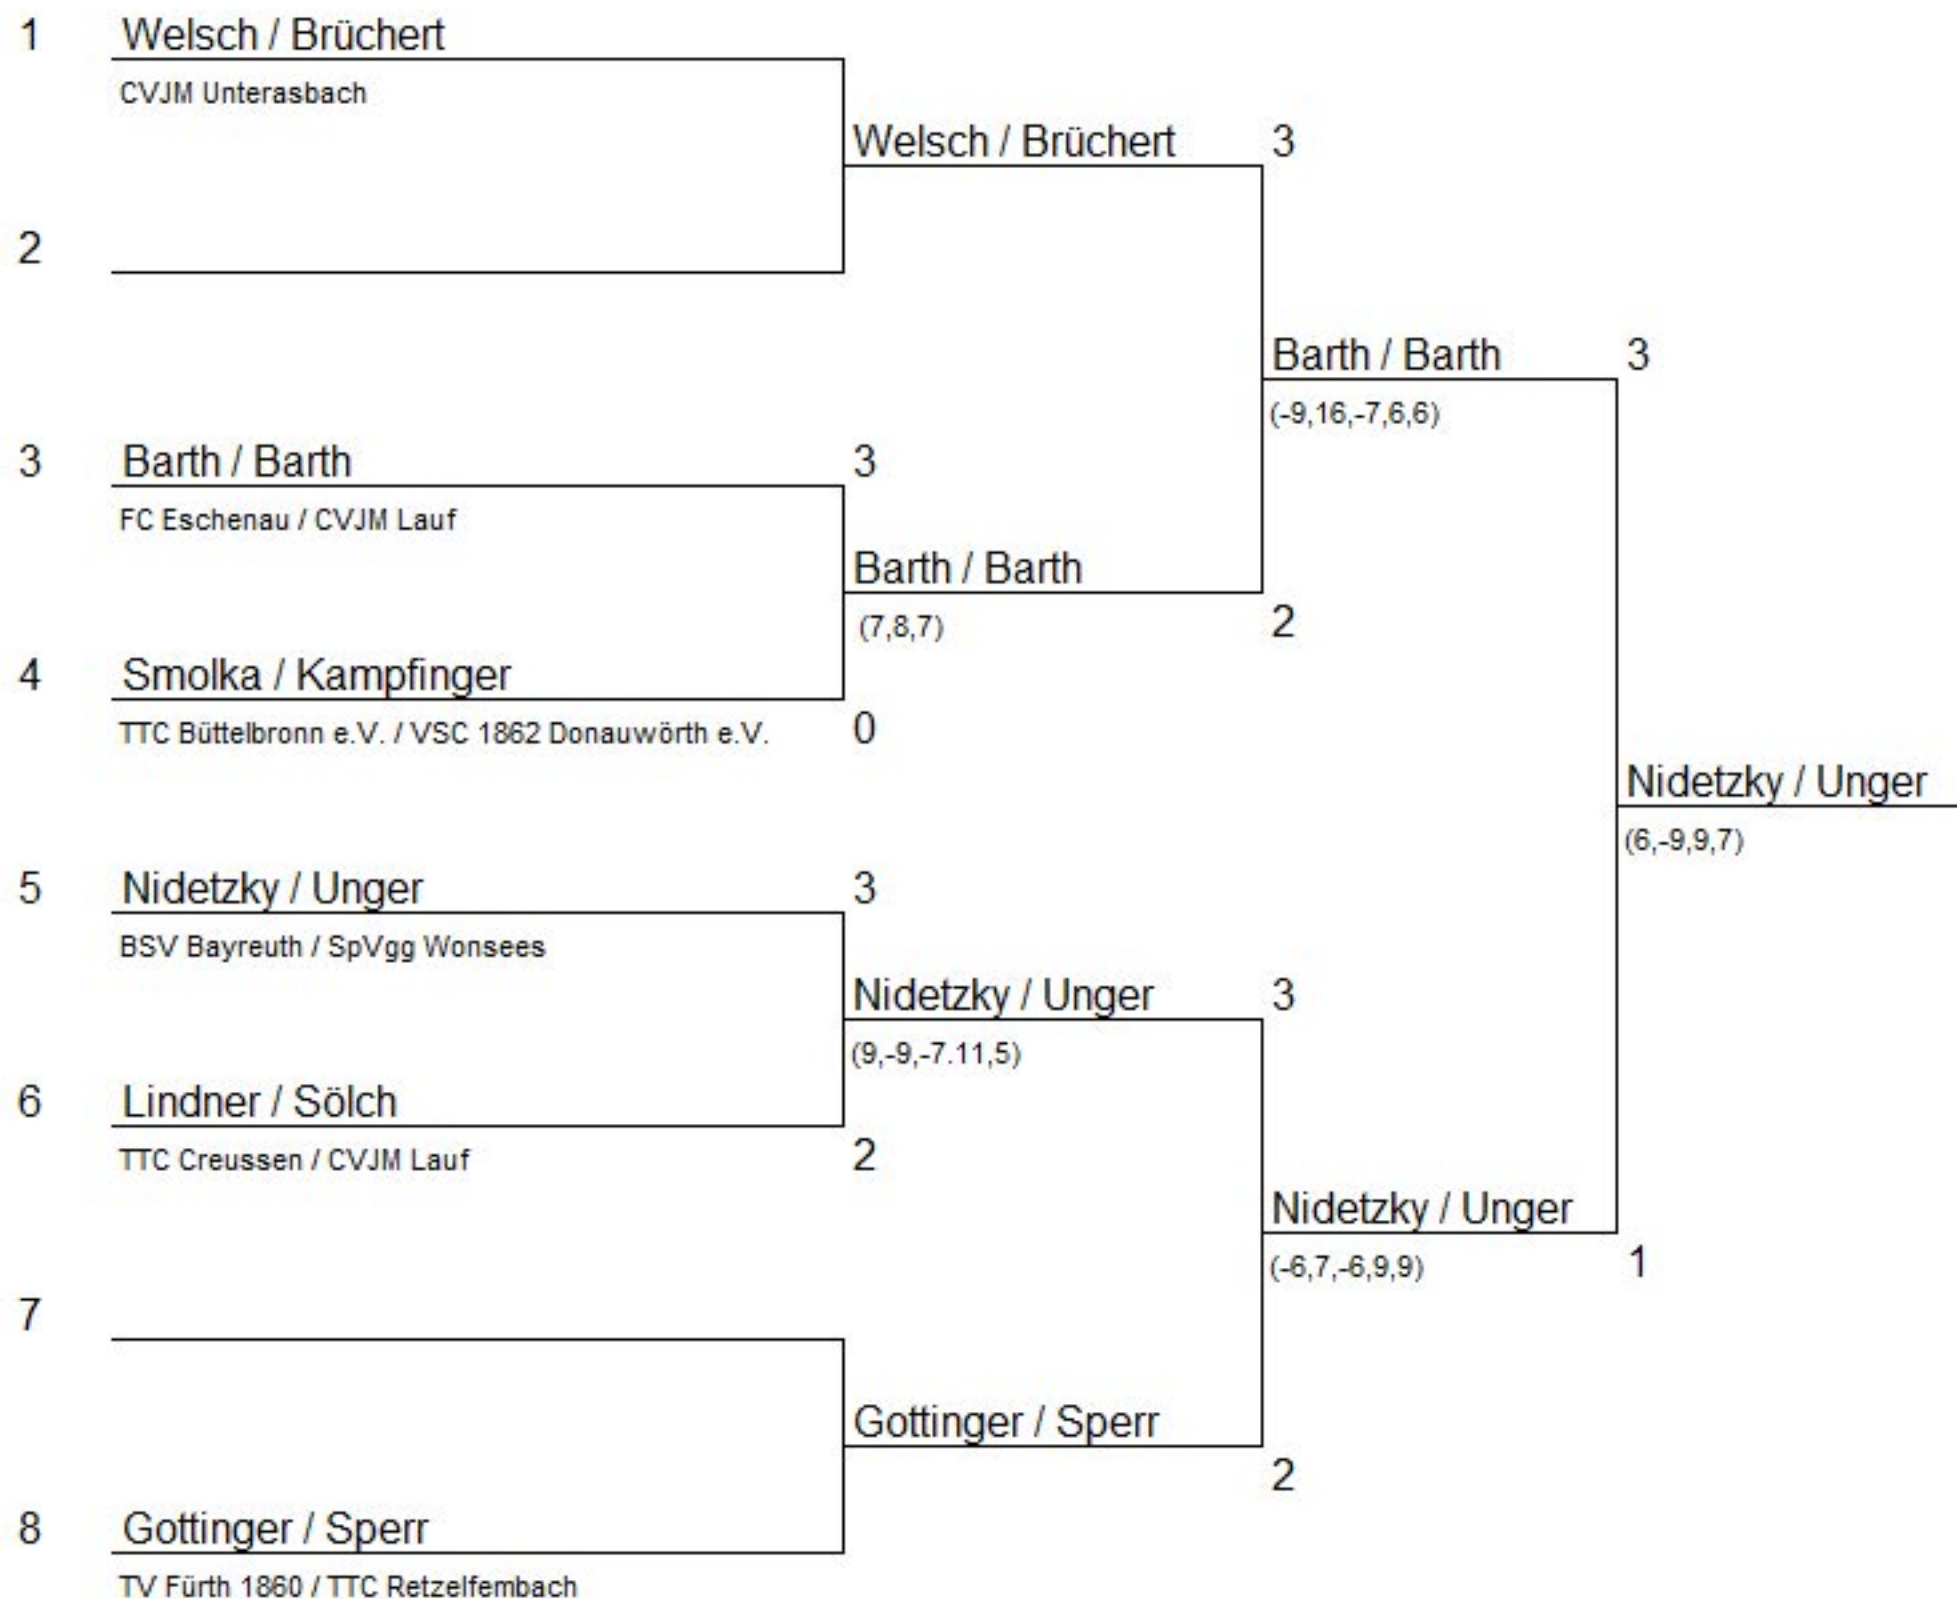 1 Welsch / Brüchert
CVJM Unterasbach
Welsch / Brüchert 3
2
Barth / Barth 3
(-9,16,-7,6,6)
3 Barth / Barth 3
FC Eschenau / CVJM Lauf
Barth / Barth
(7,8,7) 2
4 Smolka / Kampfinger
TTC Büttelbronn e.V. / VSC 1862 Donauwörth e.V. 0
Nidetzky / Unger
(6,-9,9,7)
5 Nidetzky / Unger 3
BSV Bayreuth / SpVgg Wonsees
Nidetzky / Unger 3
(9,-9,-7.11,5)
6 Lindner / Sölch
TTC Creussen / CVJM Lauf 2
Nidetzky / Unger
(-6,7,-6,9,9) 1
7
Gottinger / Sperr
2
8 Gottinger / Sperr
TV Fürth 1860 / TTC Retzelfembach